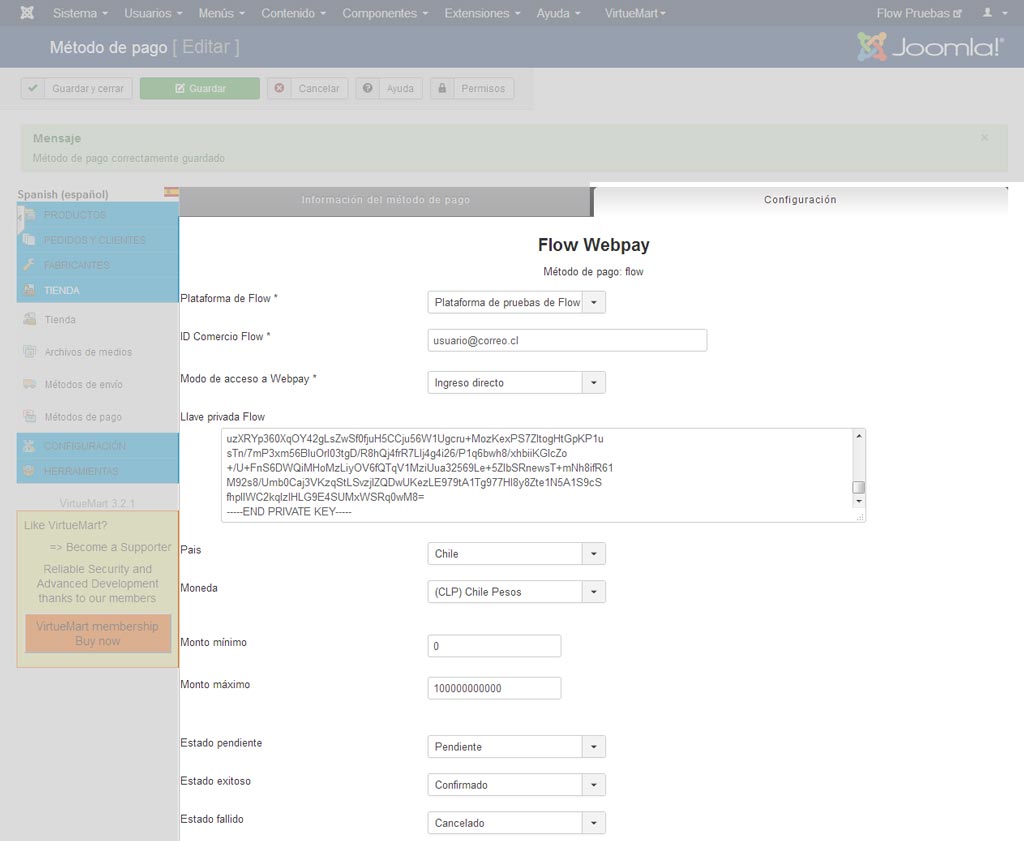 Sistema Usuarios Menús Contenido Componentes Extensiones Ayuda VirtueMart Flow Pruebas
Método de pago [ Editar ]
Joomla!®
Guardar y cerrar Guardar Cancelar Ayuda Permisos
Mensaje ×
Método de pago correctamente guardado
Spanish (español)
PRODUCTOS
PEDIDOS Y CLIENTES
FABRICANTES
TIENDA
Tienda
Archivos de medios
Métodos de envío
Métodos de pago
CONFIGURACIÓN
HERRAMIENTAS
VirtueMart 3.2.1
Like VirtueMart?
=> Become a Supporter
Reliable Security and
Advanced Development
thanks to our members
VirtueMart membership
Buy now
Información del método de pago Configuración
Flow Webpay
Método de pago: flow
Plataforma de Flow * Plataforma de pruebas de Flow
ID Comercio Flow * usuario@correo.cl
Modo de acceso a Webpay * Ingreso directo
Llave privada Flow
uzXRYp360XqOY42gLsZwSf0fjuH5CCju56W1Ugcru+MozKexPS7ZltogHtGpKP1u
sTn/7mP3xm56BIuOrl03tgD/R8hQj4frR7Llj4g4i26/P1q6bwh8/xhbiiKGIcZo
+/U+FnS6DWQiMHoMzLiyOV6fQTqV1MziUua32569Le+5ZlbSRnewsT+mNh8ifR61
M92s8/Umb0Caj3VKzqStLSvzjlZQDwUKezLE979tA1Tg977HI8y8Zte1N5A1S9cS
fhplIWC2kqIzlHLG9E4SUMxWSRq0wM8=
-----END PRIVATE KEY-----
Pais Chile
Moneda (CLP) Chile Pesos
Monto mínimo 0
Monto máximo 100000000000
Estado pendiente Pendiente
Estado exitoso Confirmado
Estado fallido Cancelado